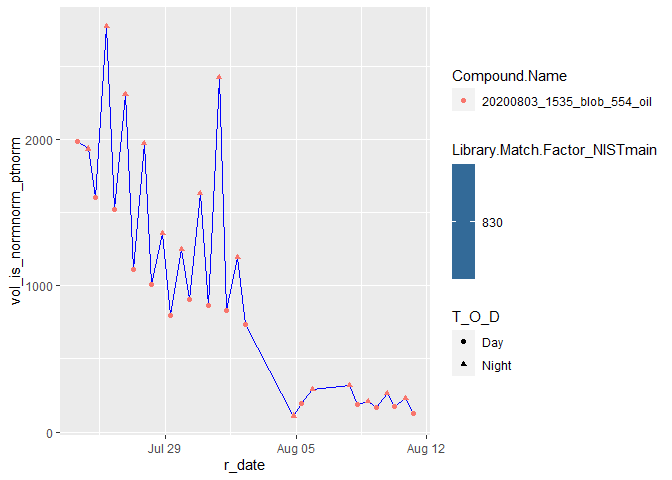 vol_is_normnorm_ptnorm
2000
1000
0
Jul 29
Aug 05
Aug 12
r_date
Compound.Name
20200803_1535_blob_554_oil
Library.Match.Factor_NISTmain
830
T_O_D
Day
Night